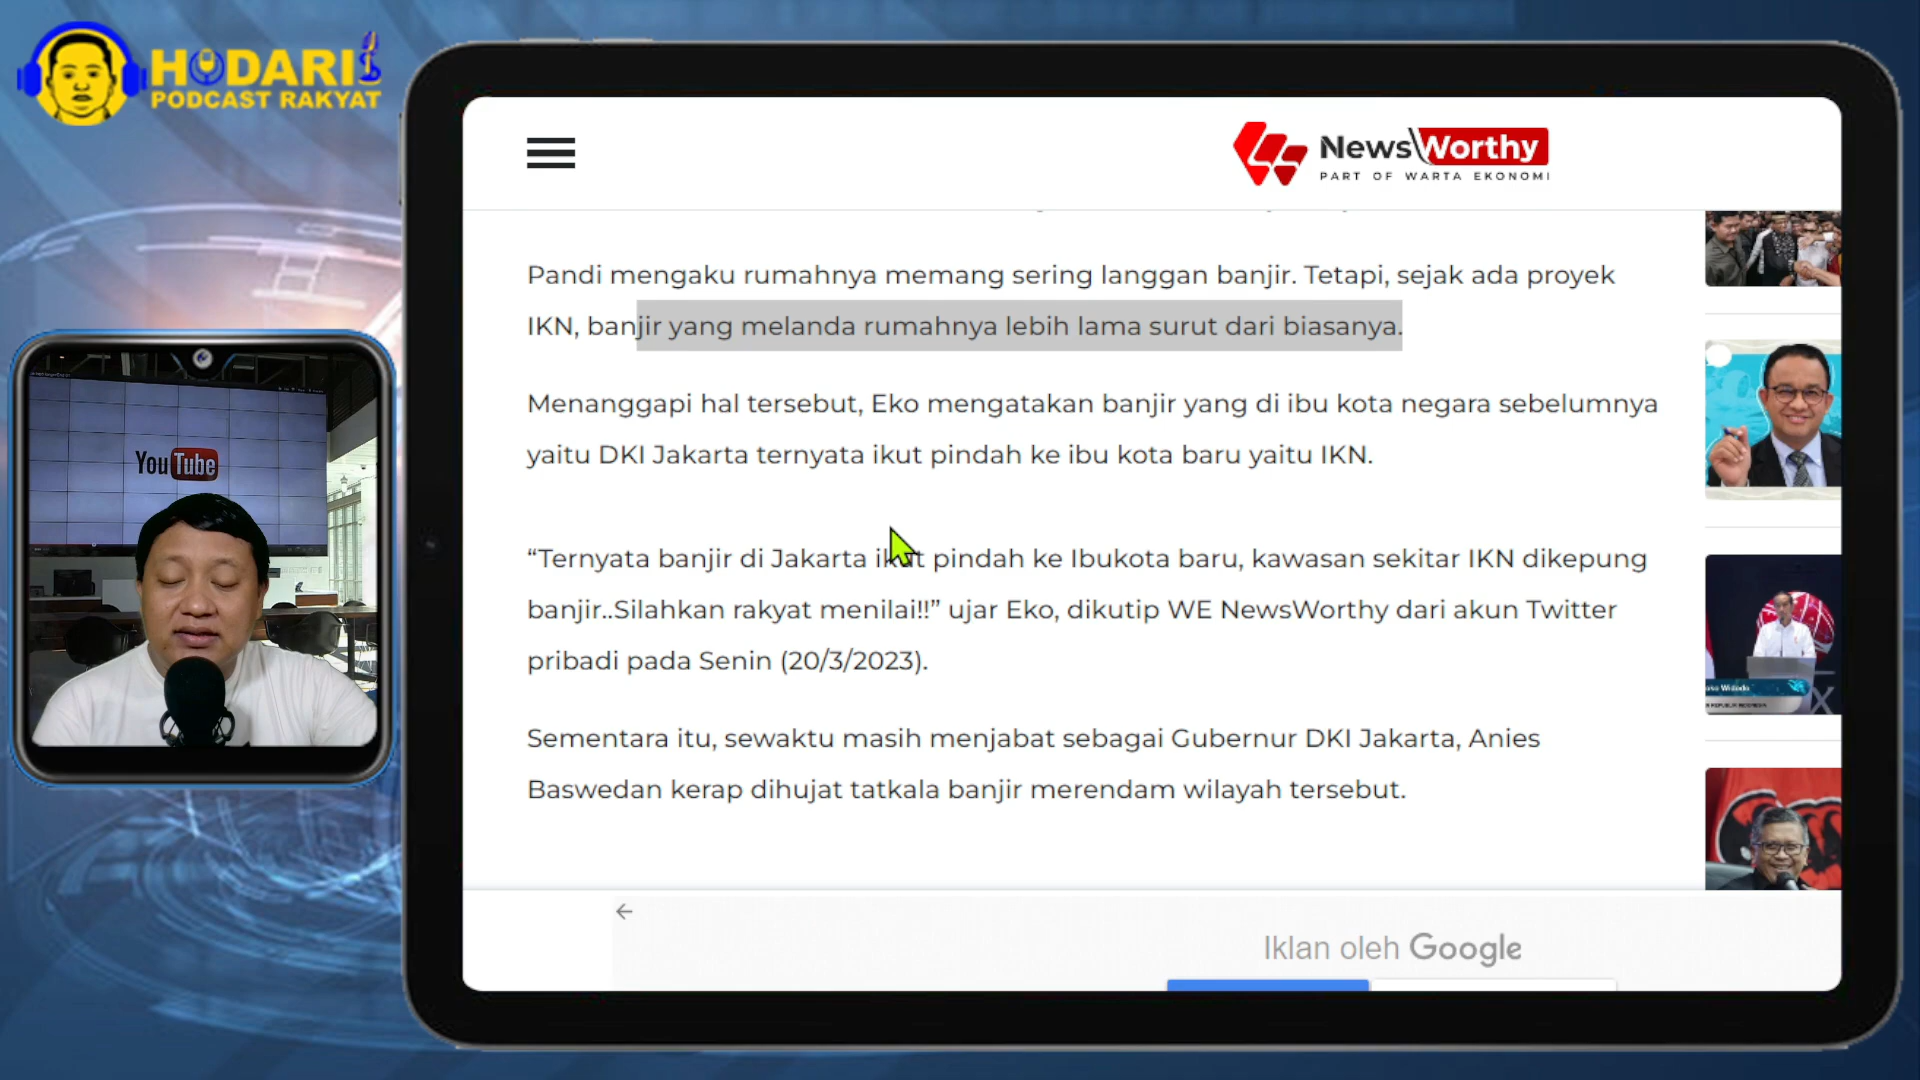 HODARI
PODCAST RAKYAT
YouTube
NewsWorthy
PART OF WARTA EKONOMI
Pandi mengaku rumahnya memang sering langgan banjir. Tetapi, sejak ada proyek
IKN, banjir yang melanda rumahnya lebih lama surut dari biasanya.
Menanggapi hal tersebut, Eko mengatakan banjir yang di ibu kota negara sebelumnya
yaitu DKI Jakarta ternyata ikut pindah ke ibu kota baru yaitu IKN.
“Ternyata banjir di Jakarta ikut pindah ke Ibukota baru, kawasan sekitar IKN dikepung
banjir..Silahkan rakyat menilai!!” ujar Eko, dikutip WE NewsWorthy dari akun Twitter
pribadi pada Senin (20/3/2023).
Sementara itu, sewaktu masih menjabat sebagai Gubernur DKI Jakarta, Anies
Baswedan kerap dihujat tatkala banjir merendam wilayah tersebut.
Iklan oleh Google